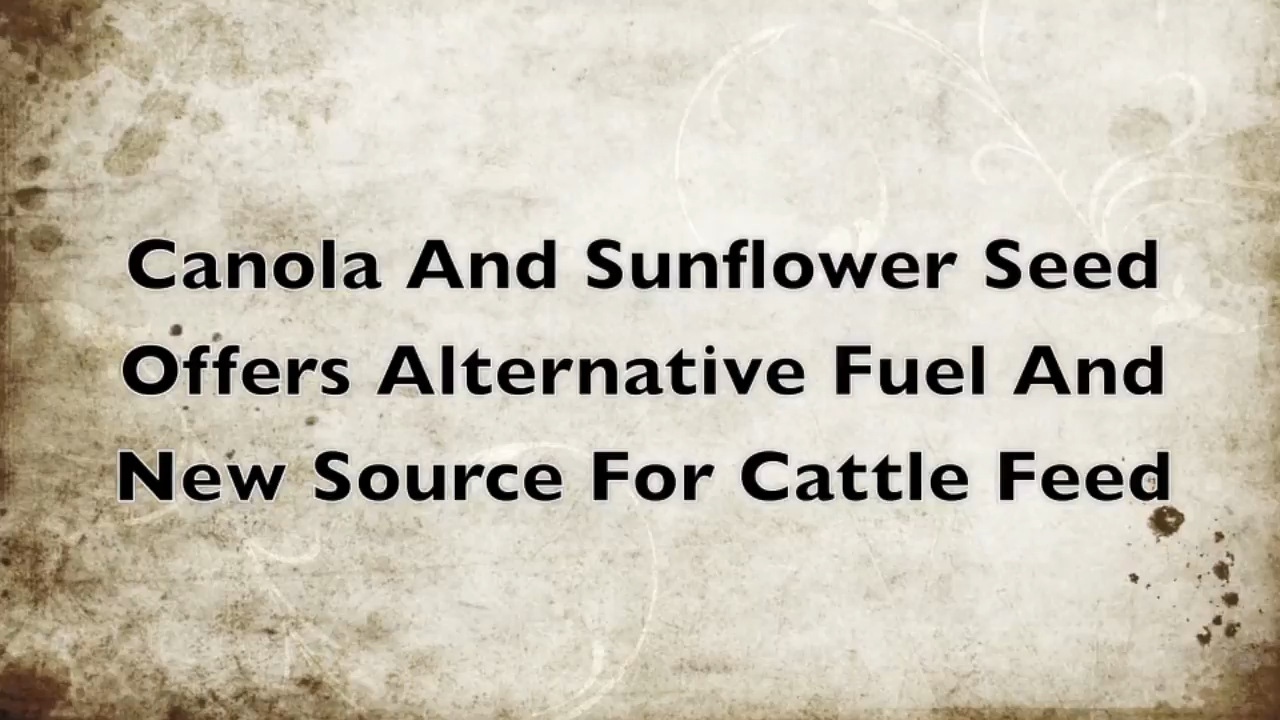 Canola And Sunflower Seed
Offers Alternative Fuel And
New Source For Cattle Feed